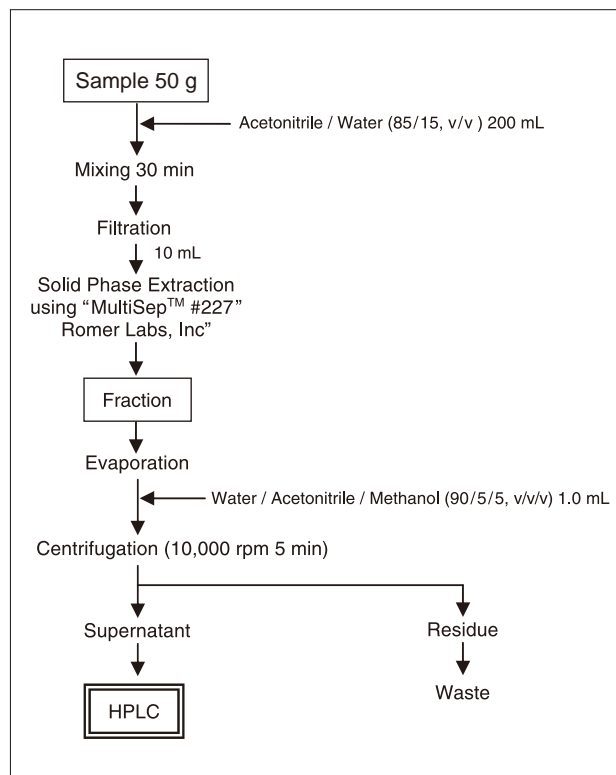 Sample 50 g
Acetonitrile / Water (85/15, v/v ) 200 mL
Mixing 30 min
Filtration
10 mL
Solid Phase Extraction
using “MultiSep™ #227”
Romer Labs, Inc”
Fraction
Evaporation
Water / Acetonitrile / Methanol (90/5/5, v/v/v) 1.0 mL
Centrifugation (10,000 rpm 5 min)
Supernatant
Residue
HPLC
Waste